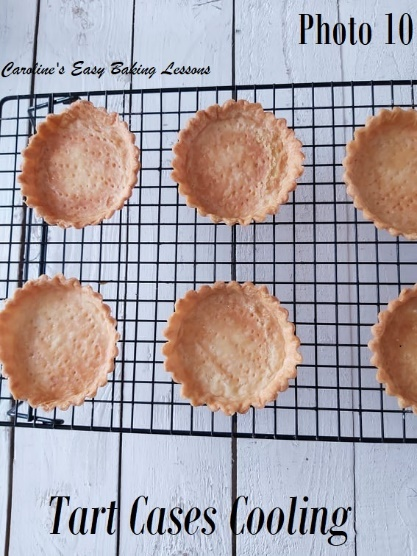 Photo 10
Caroline's Easy Baking Lessons
Tart Cases Cooling